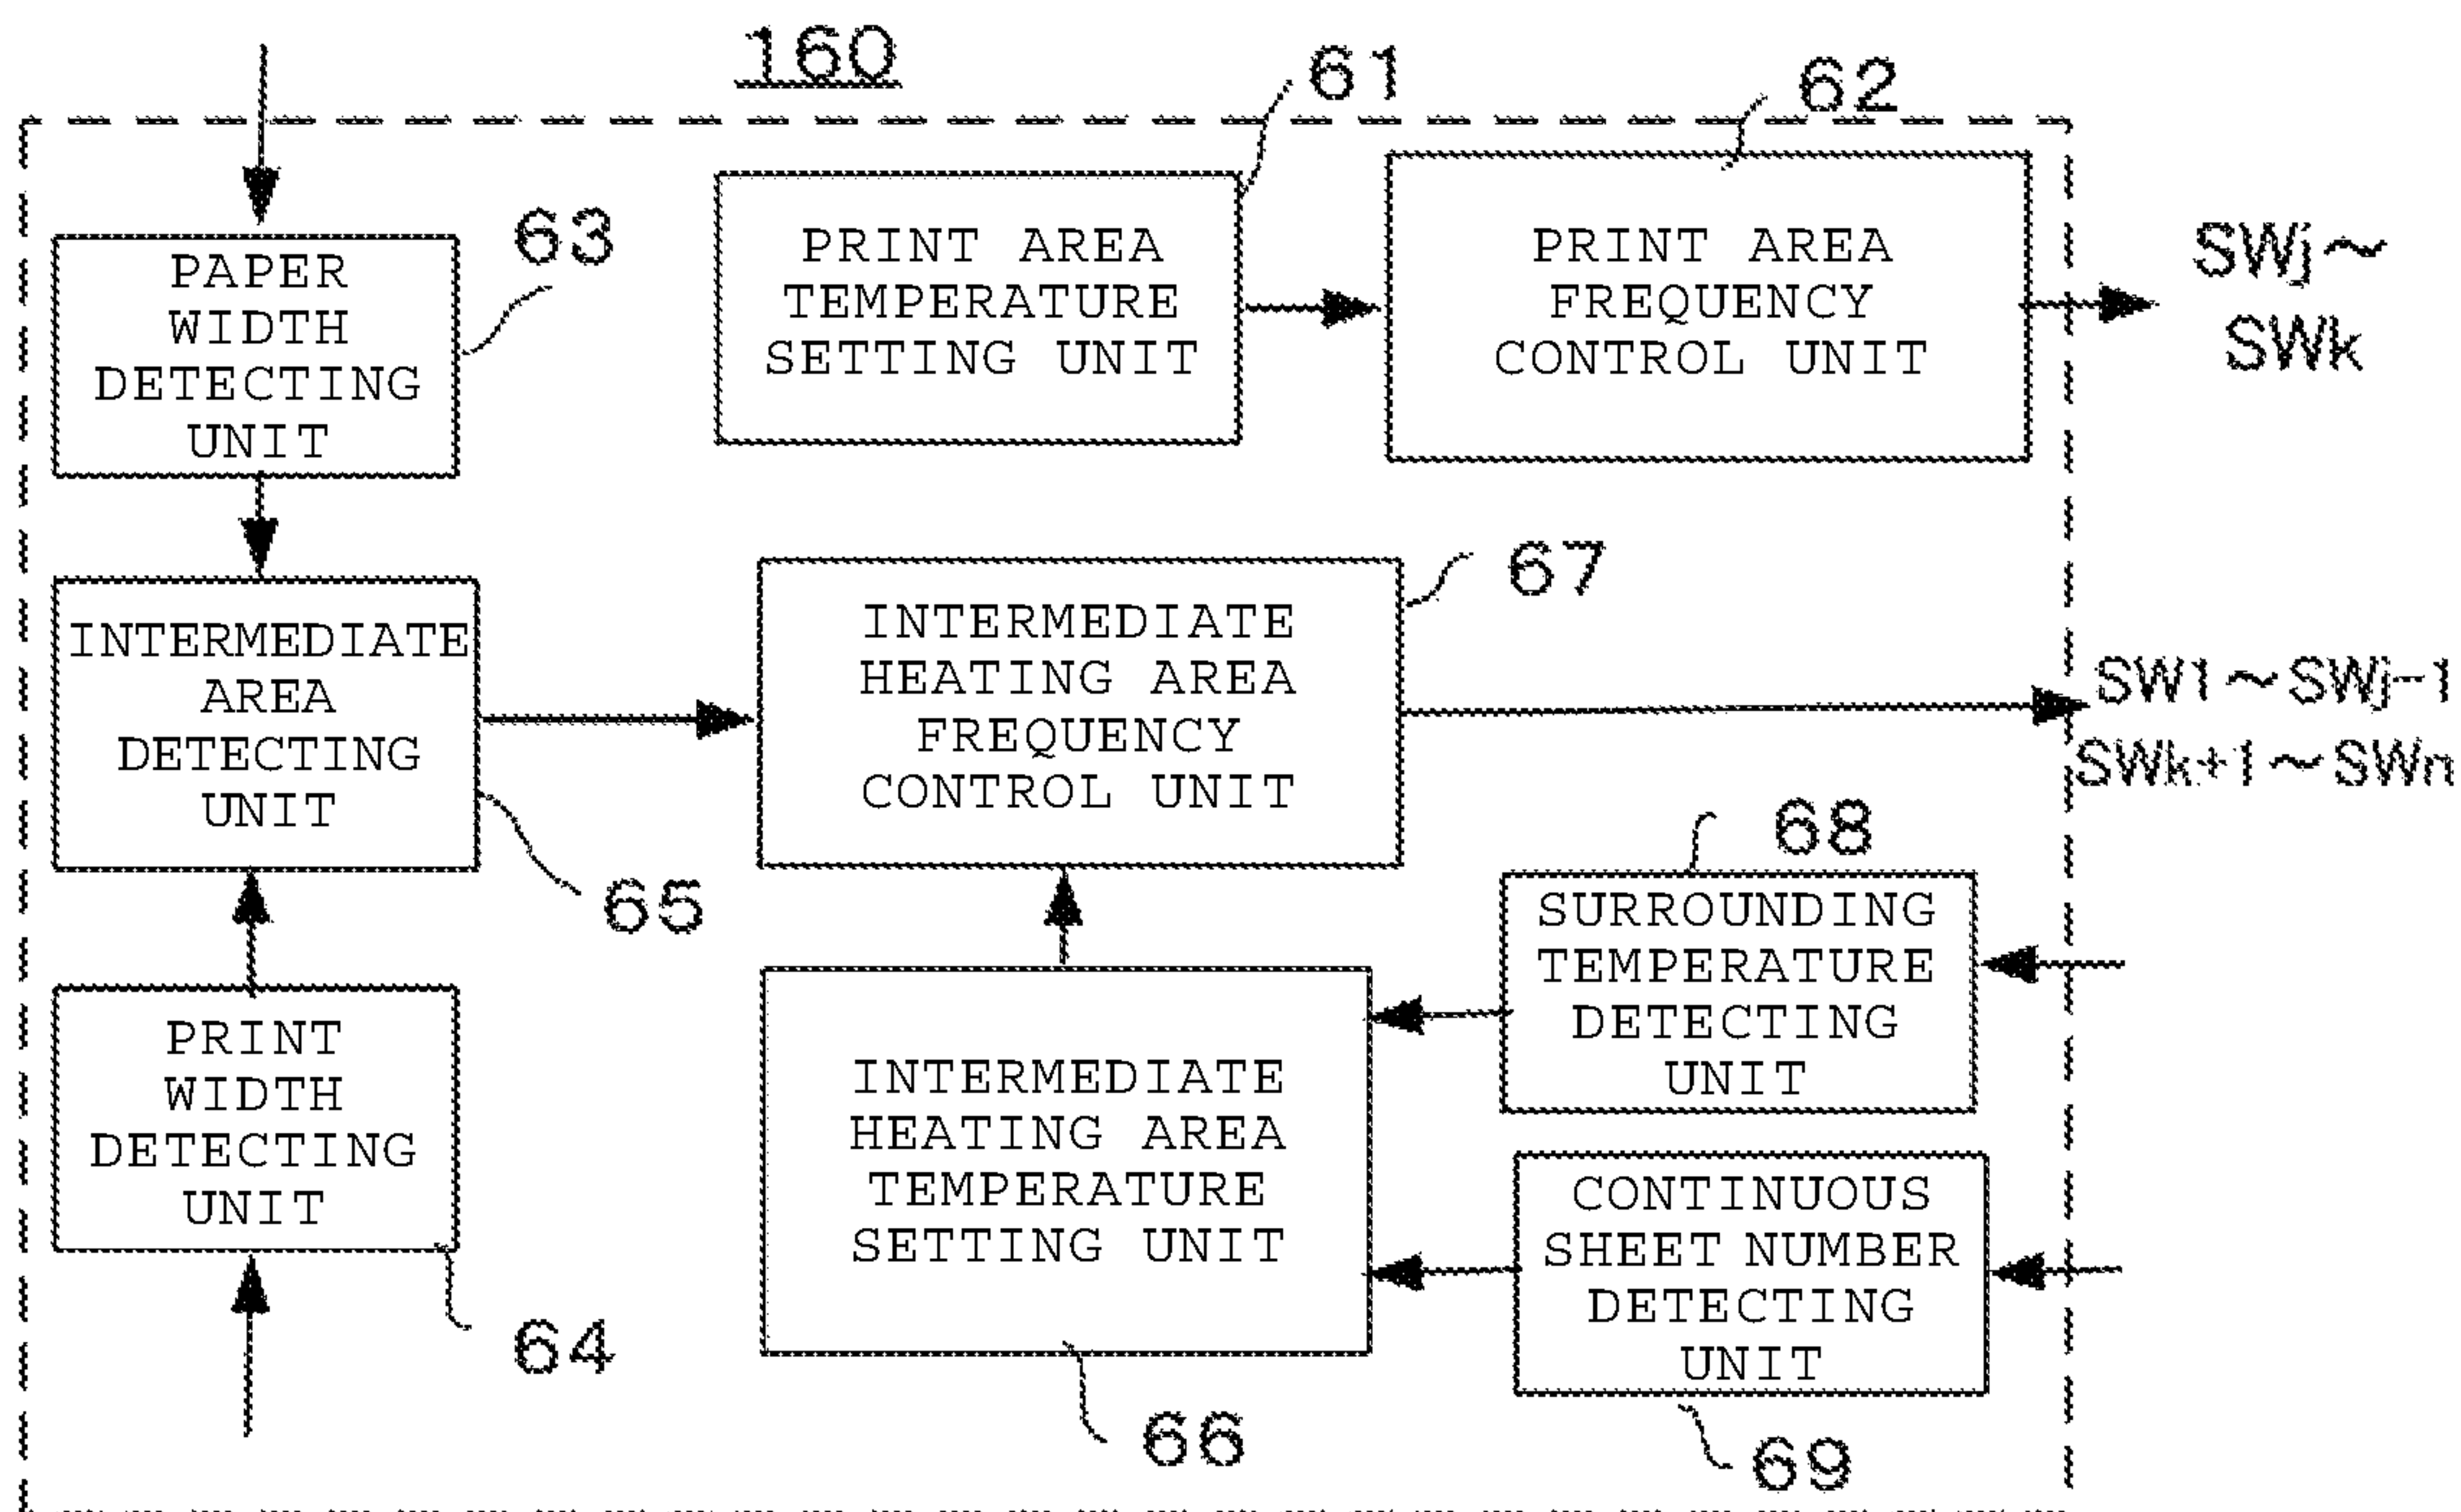 160
61
62
63
PAPER
WIDTH
DETECTING
UNIT
PRINT AREA
TEMPERATURE
SETTING UNIT
PRINT AREA
FREQUENCY
CONTROL UNIT
SWj~
SWk
INTERMEDIATE
AREA
DETECTING
UNIT
65
INTERMEDIATE
HEATING AREA
FREQUENCY
CONTROL UNIT
67
SW1~SWj-1
SWk+1~SWn
68
SURROUNDING
TEMPERATURE
DETECTING
UNIT
PRINT
WIDTH
DETECTING
UNIT
64
INTERMEDIATE
HEATING AREA
TEMPERATURE
SETTING UNIT
66
CONTINUOUS
SHEET NUMBER
DETECTING
UNIT
69